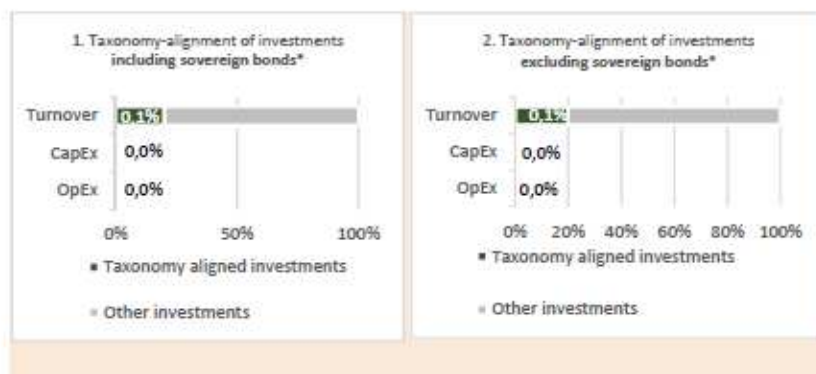 1. Taxonomy-alignment of investments
including sovereign bonds*
Turnover 0,1%
CapEx 0,0%
OpEx 0,0%
0% 50% 100%
Taxonomy aligned investments
Other investments
2. Taxonomy-alignment of investments
excluding sovereign bonds*
Turnover 0,1%
CapEx 0,0%
OpEx 0,0%
0% 20% 40% 60% 80% 100%
Taxonomy aligned investments
Other investments